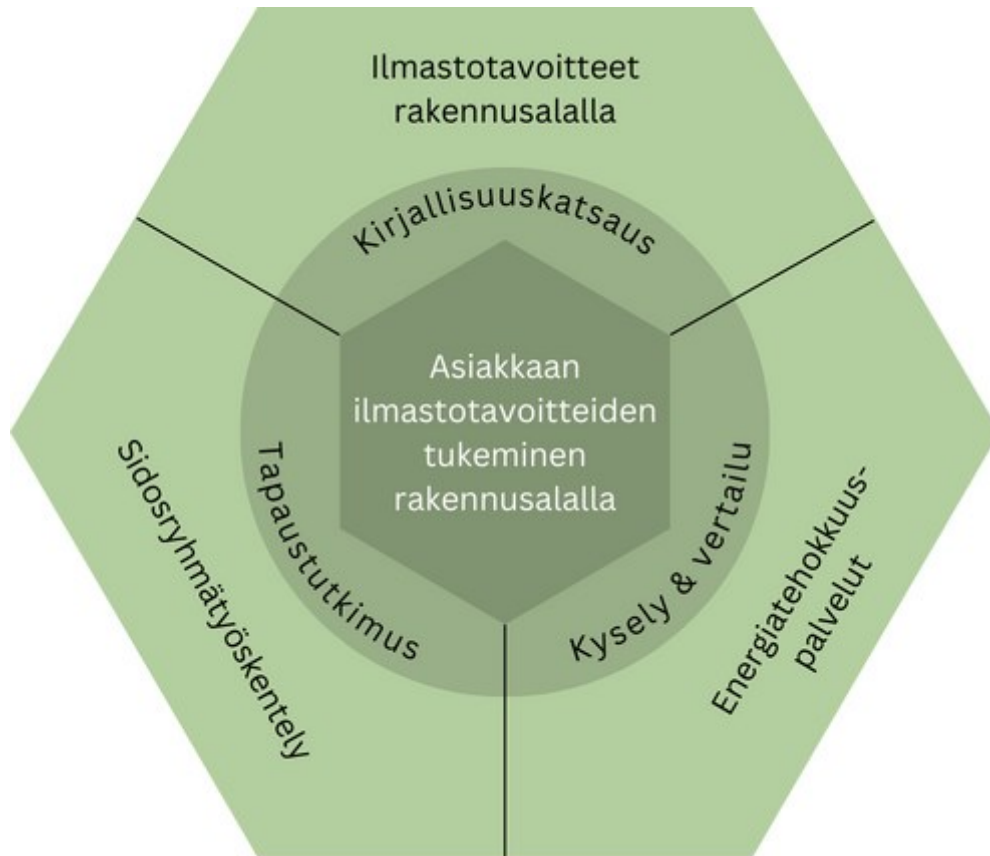 Ilmastotavoitteet
rakennusalalla
Kirjallisuuskatsaus
Asiakkaan
ilmastotavoitteiden
tukeminen
rakennusalalla
Tapaustutkimus
Kysely & vertailu
Sidosryhmätyöskentely
Energiatehokkuus-
palvelut